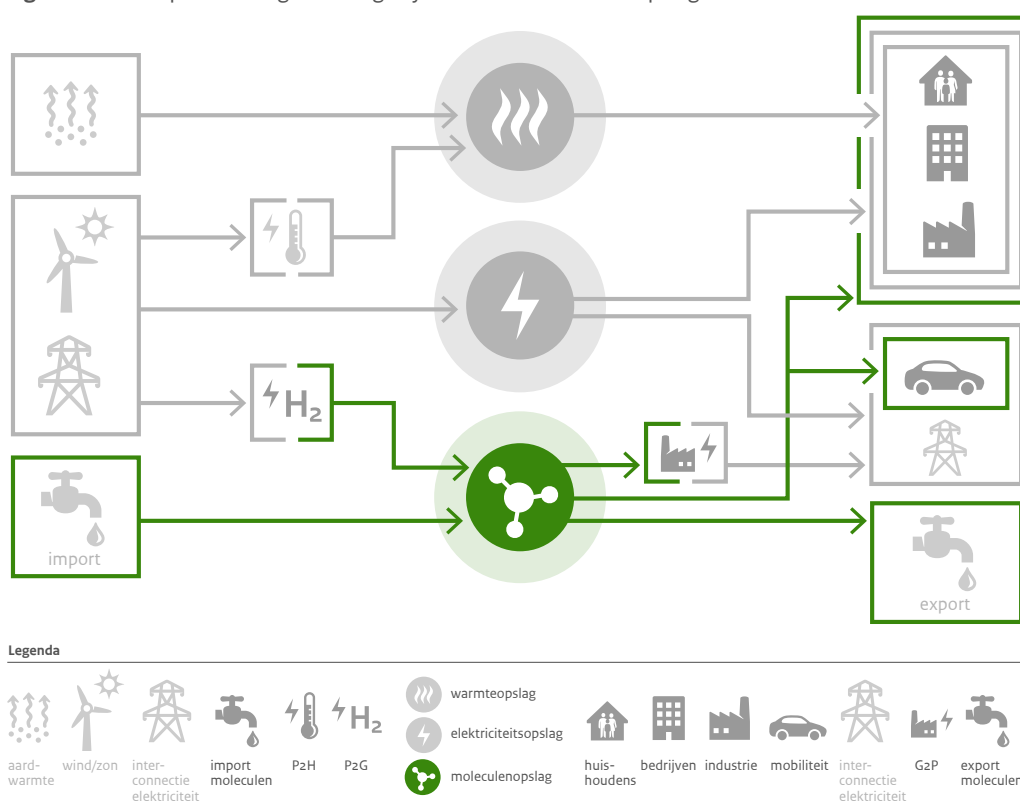 H₂
import
export
Legenda
warmteopslag
elektriciteitsopslag
moleculenopslag
H₂
aard-
warmte
wind/zon
inter-
connectie
elektriciteit
import
moleculen
P2H
P2G
huis-
houdens
bedrijven
industrie
mobiliteit
inter-
connectie
elektriciteit
G2P
export
moleculen